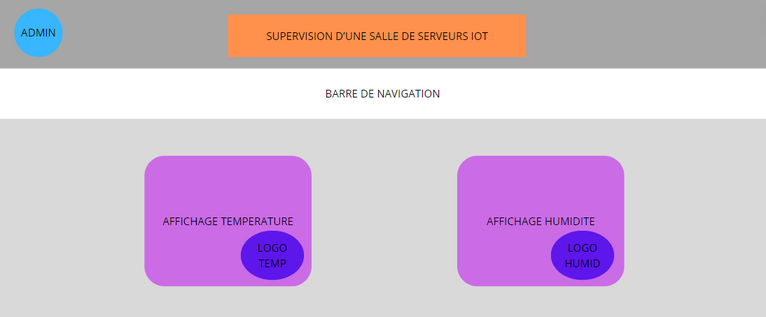 ADMIN
SUPERVISION D'UNE SALLE DE SERVEURS IOT
BARRE DE NAVIGATION
AFFICHAGE TEMPERATURE
LOGO
TEMP
AFFICHAGE HUMIDITE
LOGO
HUMID